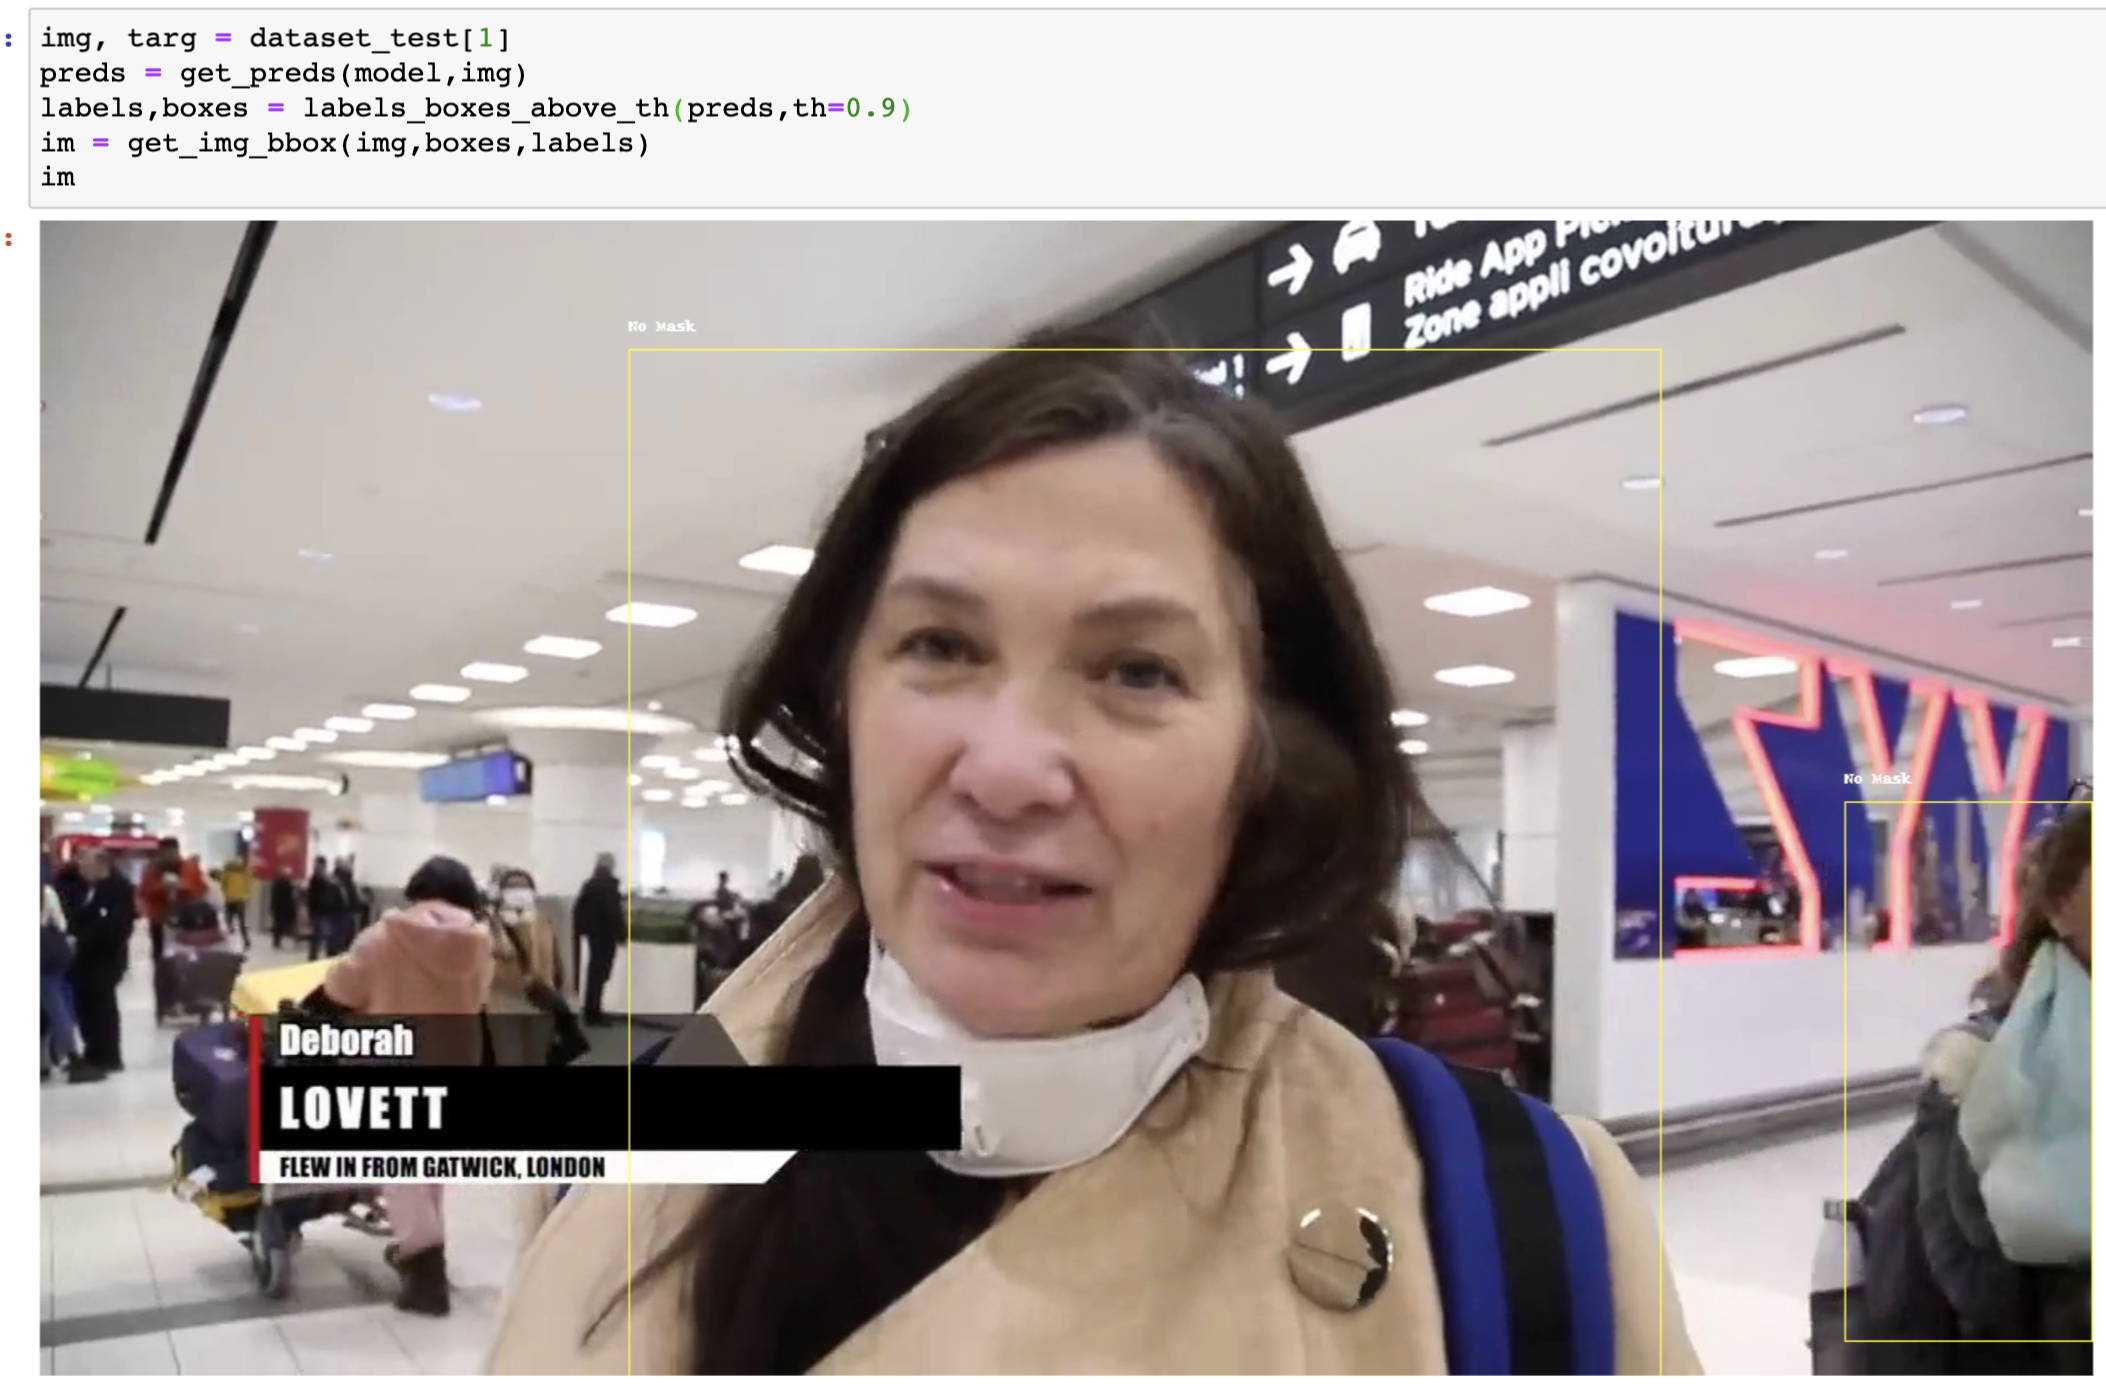 img, targ = dataset_test[1]
preds = get_preds(model,img)
labels,boxes = labels_boxes_above_th(preds,th=0.9)
im = get_img_bbox(img,boxes,labels)
im
Ride App
Zone appli covoiturage
No Mask
No Mask
Deborah
LOVETT
FLEW IN FROM GATWICK, LONDON